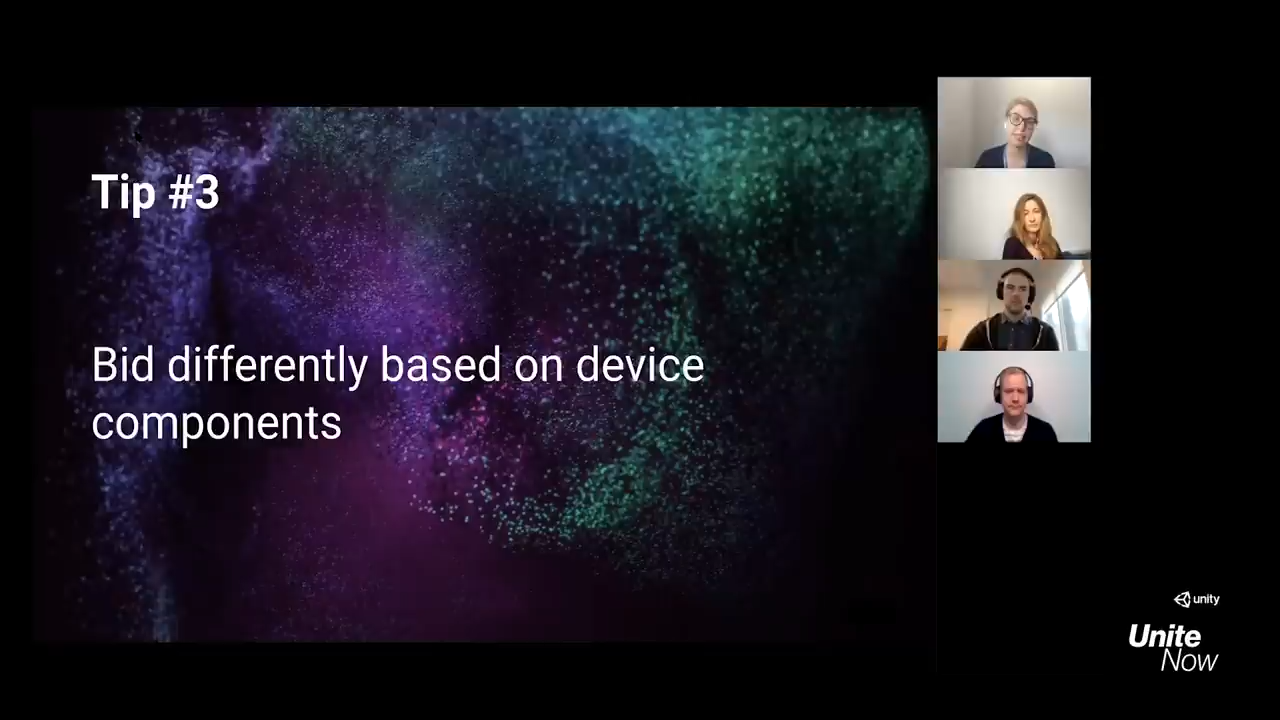 Tip #3
Bid differently based on device
components
unity
Unite
Now